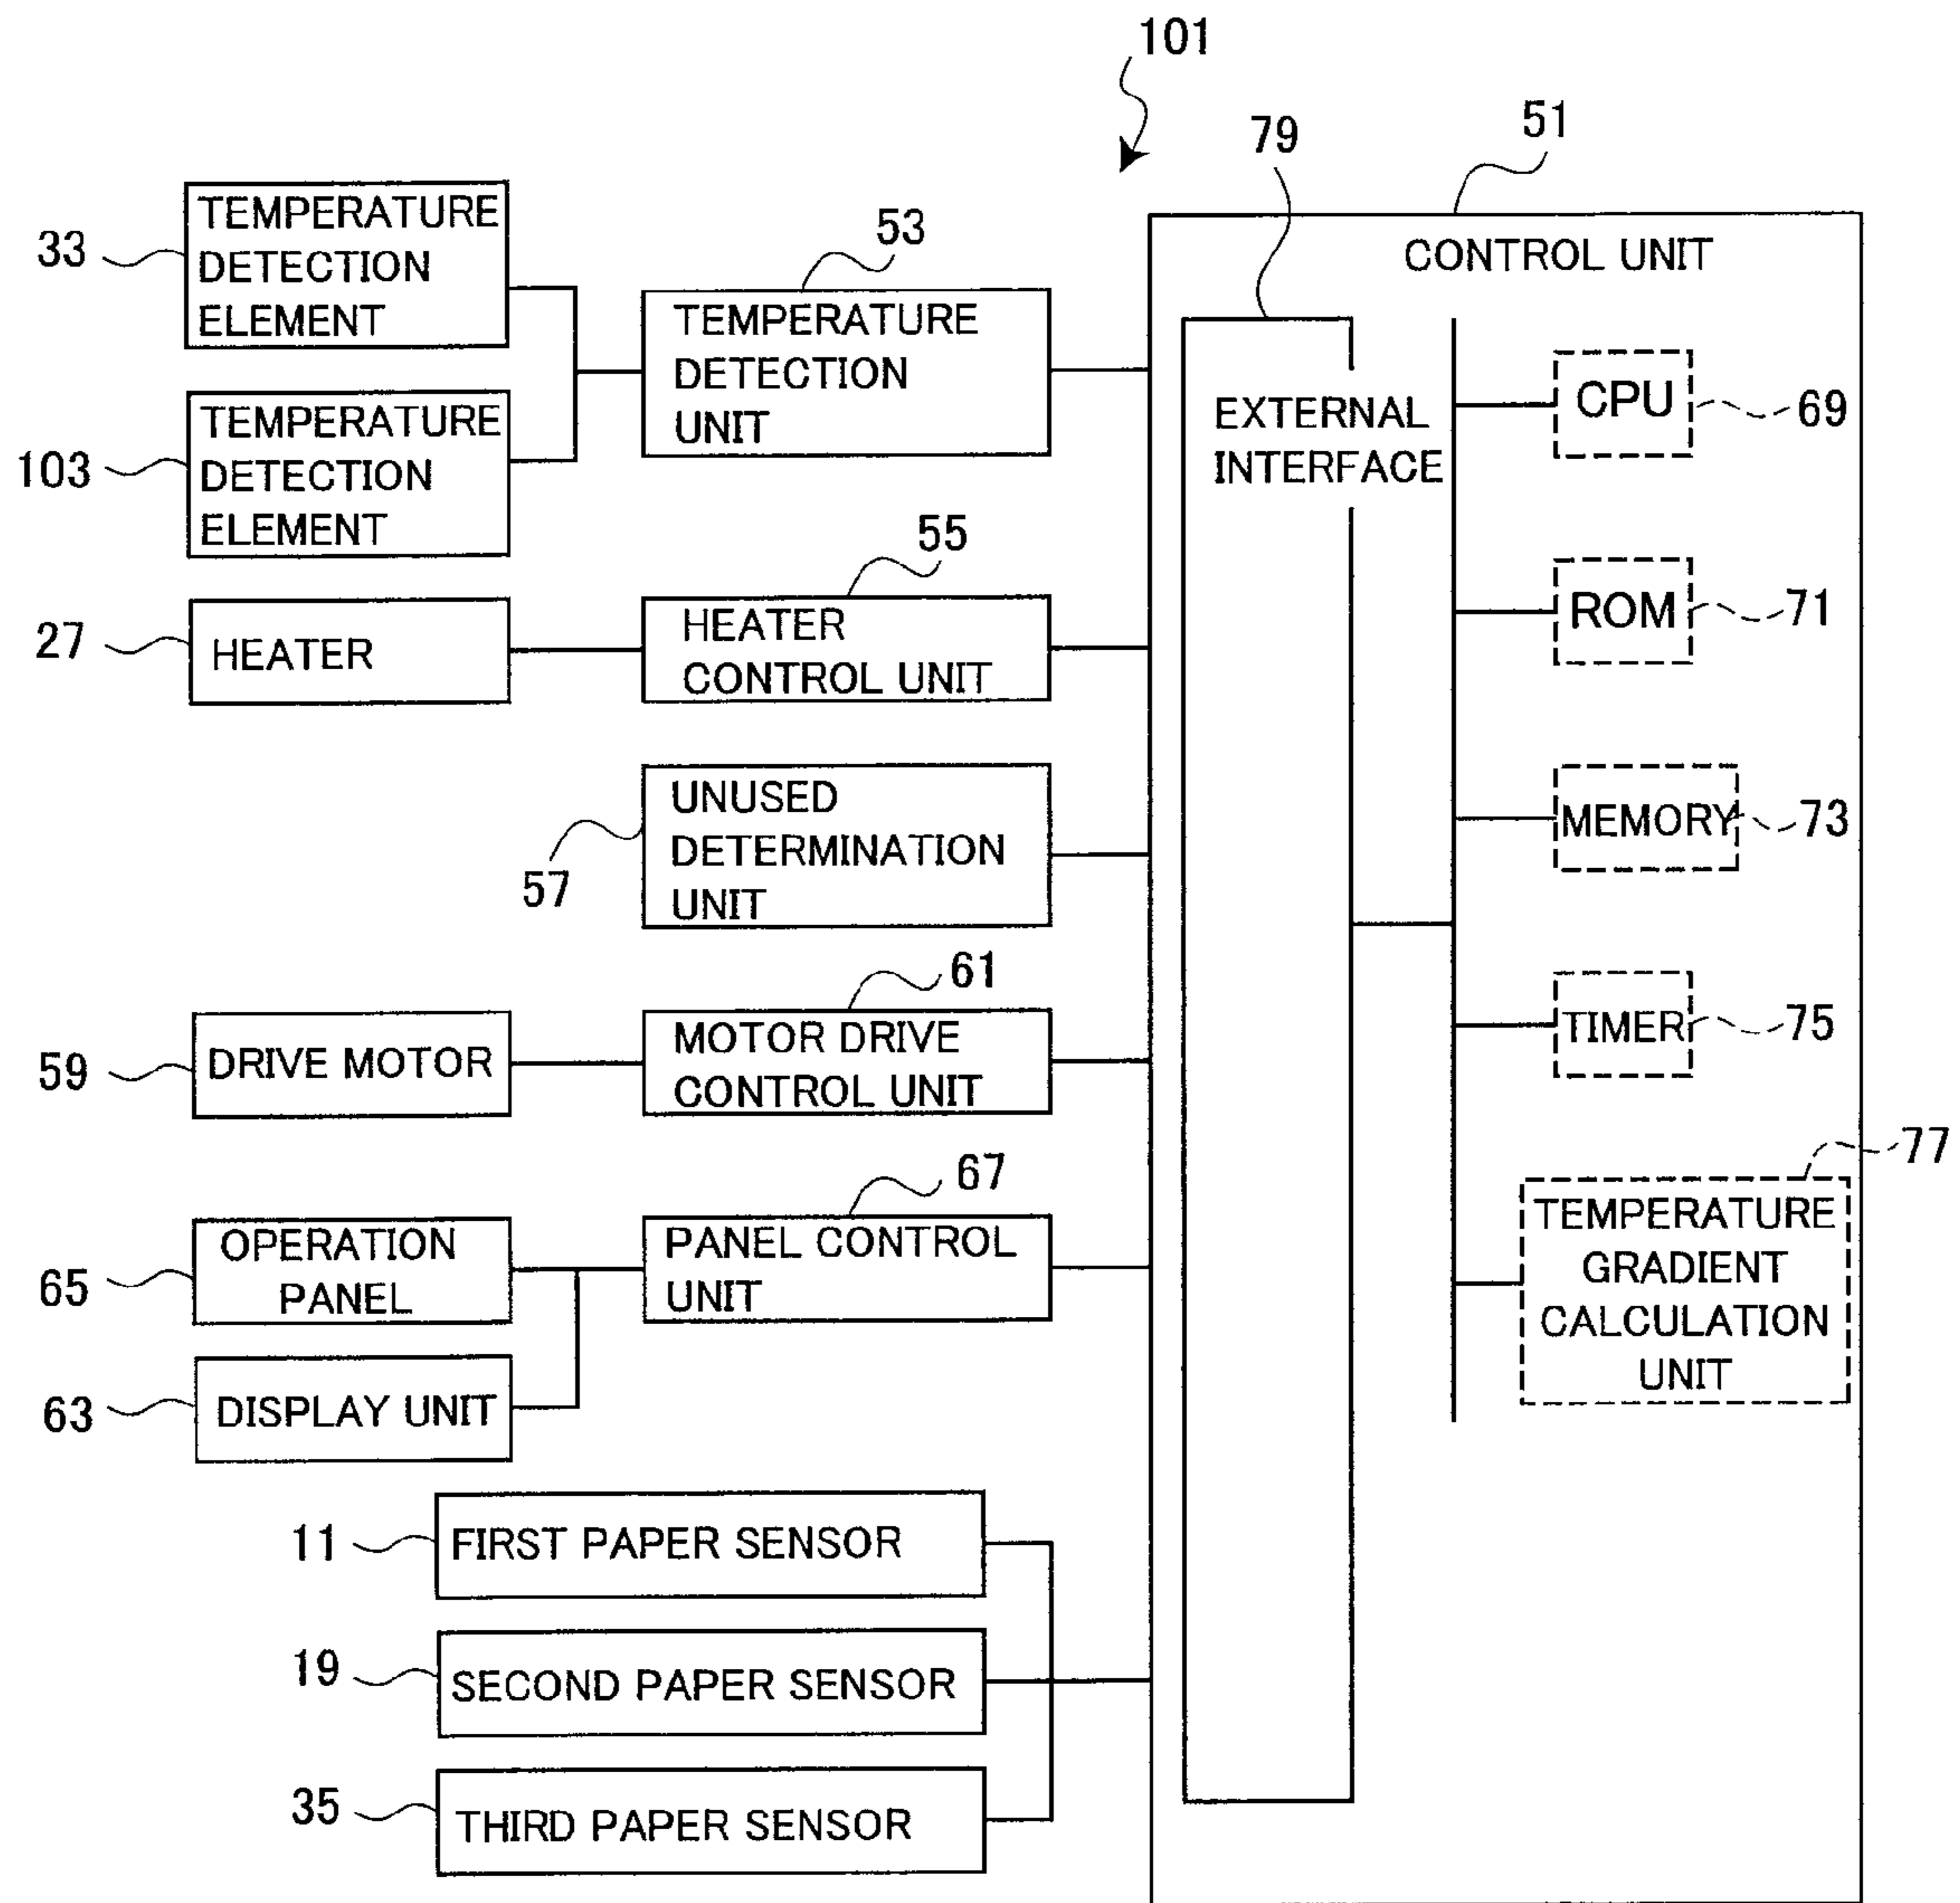 101
79
51
CONTROL UNIT
33
TEMPERATURE
DETECTION
ELEMENT
53
TEMPERATURE
DETECTION
UNIT
EXTERNAL
INTERFACE
CPU
69
103
TEMPERATURE
DETECTION
ELEMENT
55
27
HEATER
HEATER
CONTROL UNIT
ROM
71
57
UNUSED
DETERMINATION
UNIT
MEMORY
73
61
59
DRIVE MOTOR
MOTOR DRIVE
CONTROL UNIT
TIMER
75
67
77
65
OPERATION
PANEL
PANEL CONTROL
UNIT
TEMPERATURE
GRADIENT
CALCULATION
UNIT
63
DISPLAY UNIT
11
FIRST PAPER SENSOR
19
SECOND PAPER SENSOR
35
THIRD PAPER SENSOR